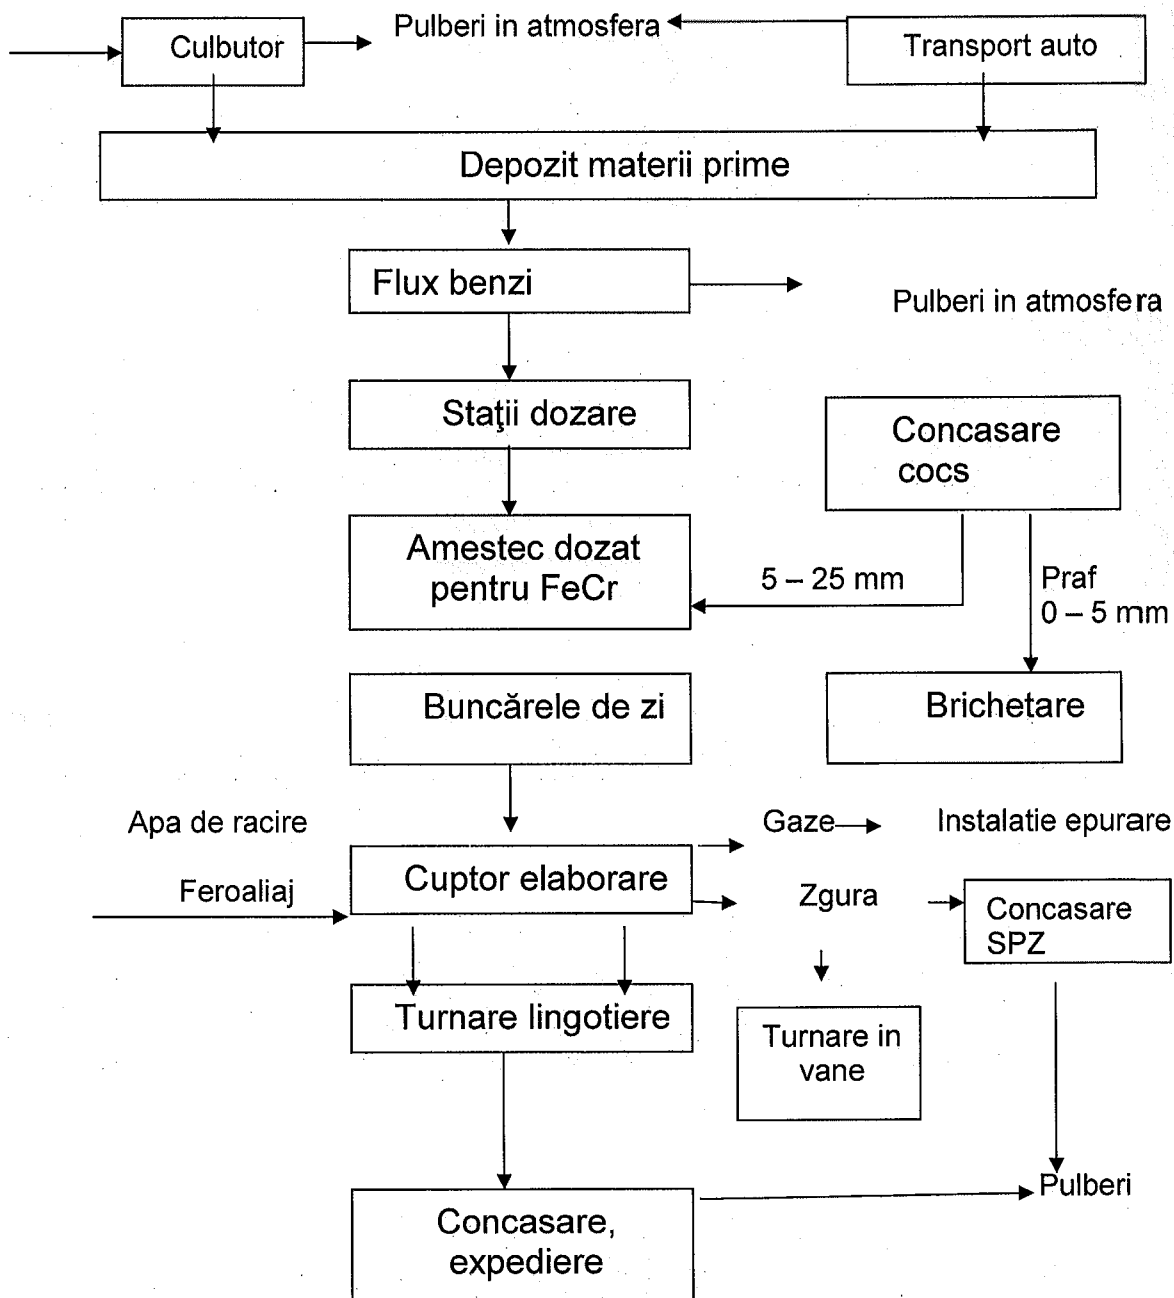 Culbutor
Pulberi in atmosfera
Transport auto
Depozit materii prime
Flux benzi
Pulberi in atmosfera
Staţii dozare
Concasare
cocs
Amestec dozat
pentru FeCr
5 – 25 mm
Praf
0 – 5 mm
Buncărele de zi
Brichetare
Apa de racire
Gaze
Instalatie epurare
Feroaliaj
Cuptor elaborare
Zgura
Concasare
SPZ
Turnare lingotiere
Turnare in
vane
Pulberi
Concasare,
expediere